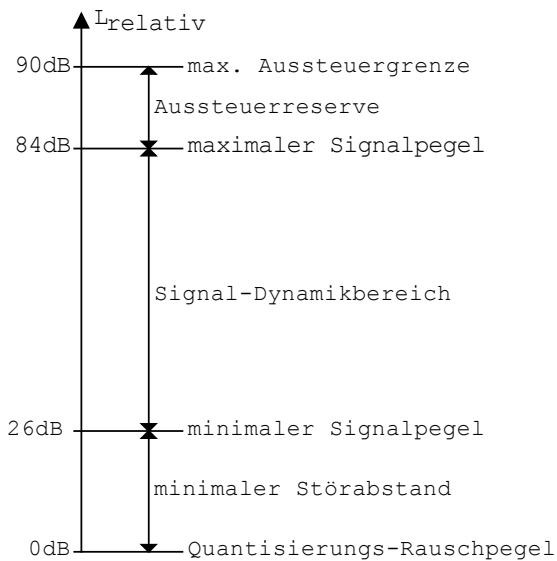 Lrelativ
90dB max. Aussteuergrenze
Aussteuerreserve
84dB maximaler Signalpegel
Signal-Dynamikbereich
26dB minimaler Signalpegel
minimaler Störabstand
0dB Quantisierungs-Rauschpegel